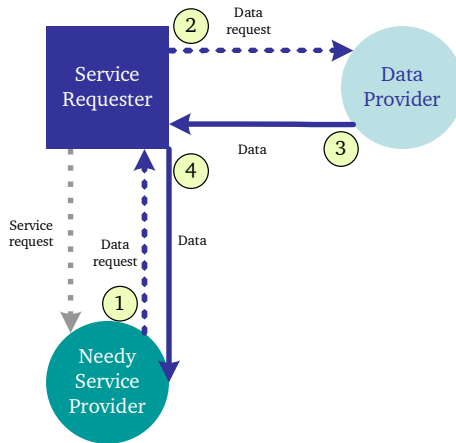 Data
request
2
Service
Requester
Data
Provider
Data
3
4
Service
request
Data
request
Data
1
Needy
Service
Provider